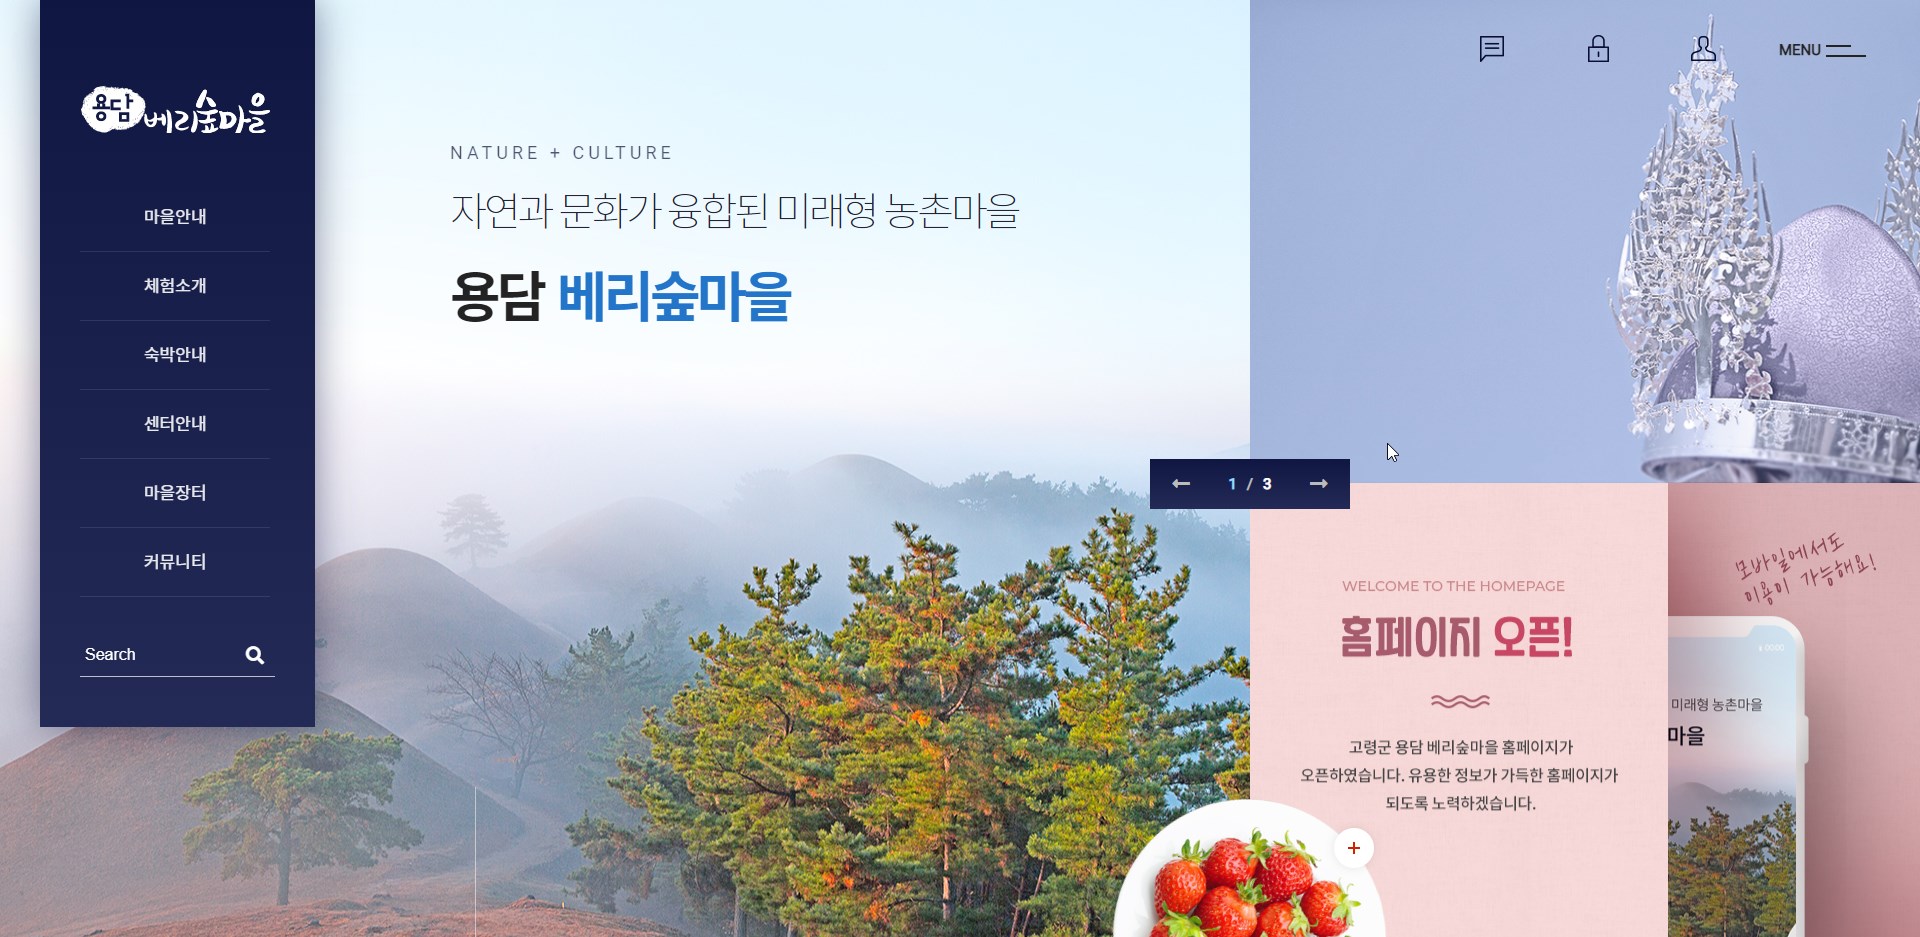 용담 베리숲마을
마을안내
체험소개
숙박안내
센터안내
마을장터
커뮤니티
Search
NATURE + CULTURE
자연과 문화가 융합된 미래형 농촌마을
용담 베리숲마을
MENU
1 / 3
WELCOME TO THE HOMEPAGE
홈페이지 오픈!
고령군 용담 베리숲마을 홈페이지가
오픈하였습니다. 유용한 정보가 가득한 홈페이지가
되도록 노력하겠습니다.
+
모바일에서도
이용이 가능해요!
미래형 농촌마을
마을